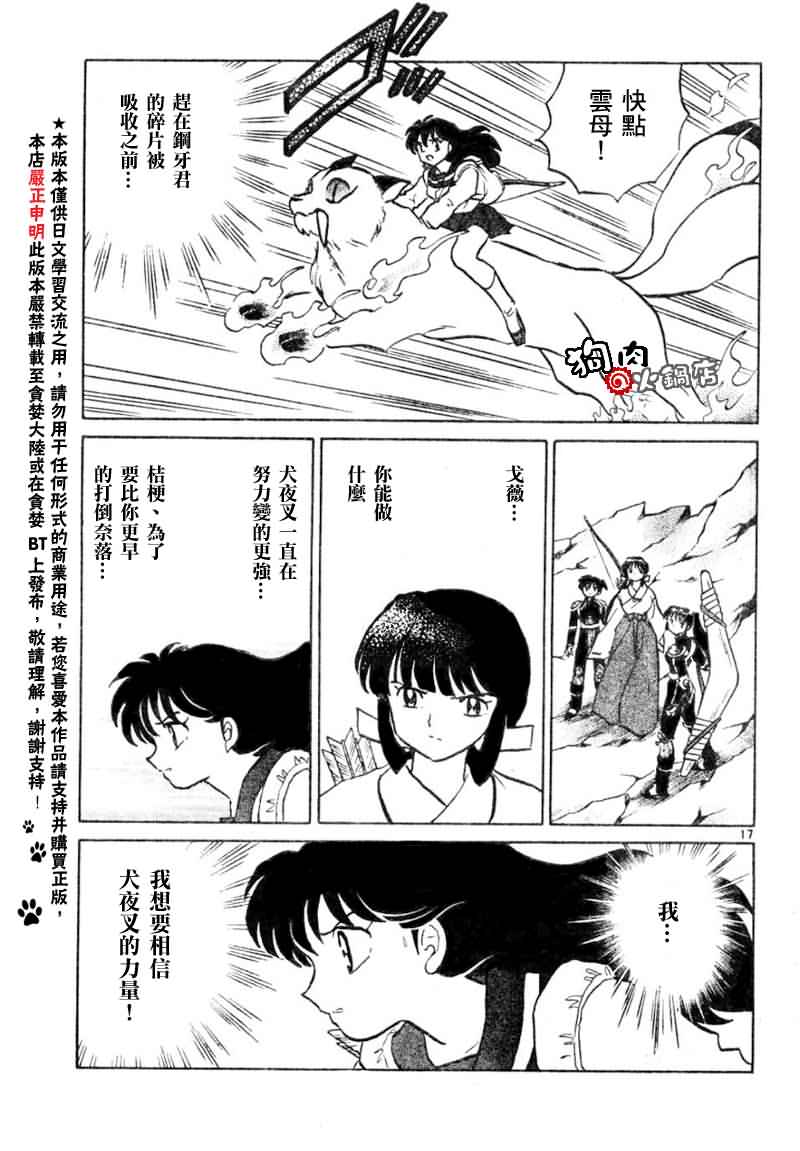 快點
雲母！
趕在鋼牙君
的碎片被
吸收之前…
グッ
狗肉
火鍋店
戈薇…
你能做
什麼
犬夜叉一直在
努力變的更強…
桔梗、為了
要比你更早
的打倒奈落…
17
我…
我想要相信
犬夜叉的力量！
★本版本僅供日文學習交流之用，請勿用于任何形式的商業用途，若您喜愛本作品請支持并購買正版，
本店嚴正申明此版本嚴禁轉載至貪婪大陸或在貪婪 BT 上發布，敬請理解，謝謝支持！